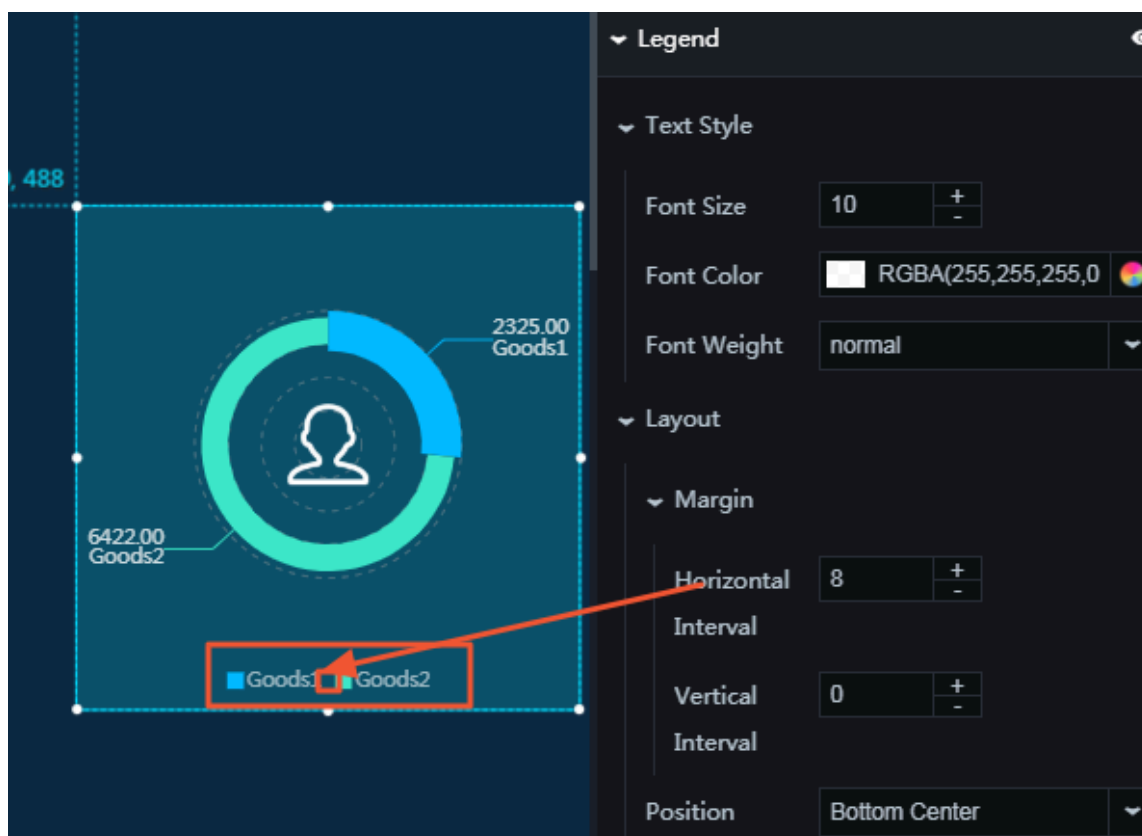 Legend
Text Style
, 488
Font Size 10 + -
Font Color RGBA(255,255,255,0
Font Weight normal
Layout
Margin
Horizontal Interval 8 + -
Vertical Interval 0 + -
Position Bottom Center
2325.00
Goods1
6422.00
Goods2
Goods1 Goods2